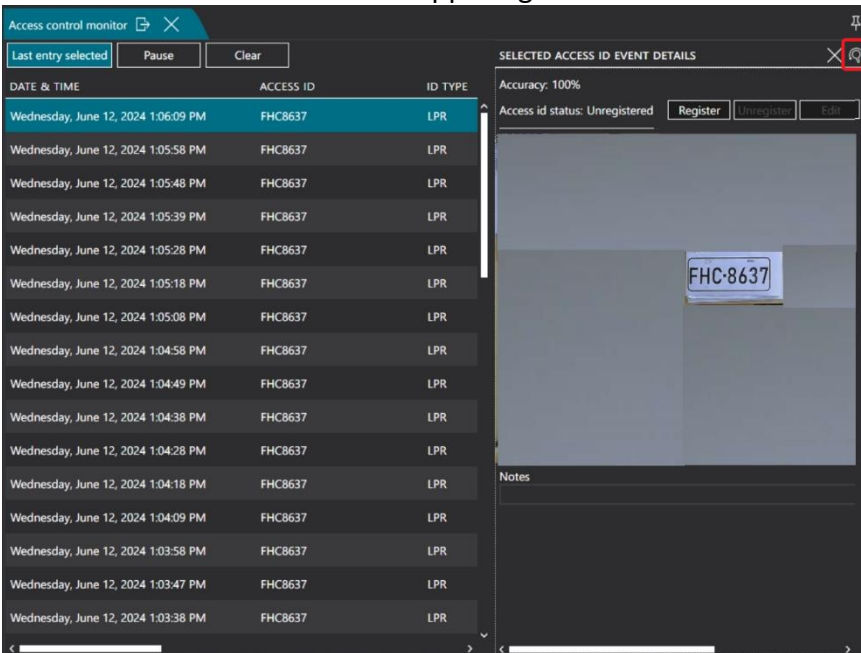 Access control monitor
Last entry selected Pause Clear
DATE & TIME ACCESS ID ID TYPE
Wednesday, June 12, 2024 1:06:09 PM FHC8637 LPR
Wednesday, June 12, 2024 1:05:58 PM FHC8637 LPR
Wednesday, June 12, 2024 1:05:48 PM FHC8637 LPR
Wednesday, June 12, 2024 1:05:39 PM FHC8637 LPR
Wednesday, June 12, 2024 1:05:28 PM FHC8637 LPR
Wednesday, June 12, 2024 1:05:18 PM FHC8637 LPR
Wednesday, June 12, 2024 1:05:08 PM FHC8637 LPR
Wednesday, June 12, 2024 1:04:58 PM FHC8637 LPR
Wednesday, June 12, 2024 1:04:49 PM FHC8637 LPR
Wednesday, June 12, 2024 1:04:38 PM FHC8637 LPR
Wednesday, June 12, 2024 1:04:28 PM FHC8637 LPR
Wednesday, June 12, 2024 1:04:18 PM FHC8637 LPR
Wednesday, June 12, 2024 1:04:09 PM FHC8637 LPR
Wednesday, June 12, 2024 1:03:58 PM FHC8637 LPR
Wednesday, June 12, 2024 1:03:47 PM FHC8637 LPR
Wednesday, June 12, 2024 1:03:38 PM FHC8637 LPR
SELECTED ACCESS ID EVENT DETAILS
Accuracy: 100%
Access id status: Unregistered Register Unregister Edit
FHC·8637
Notes